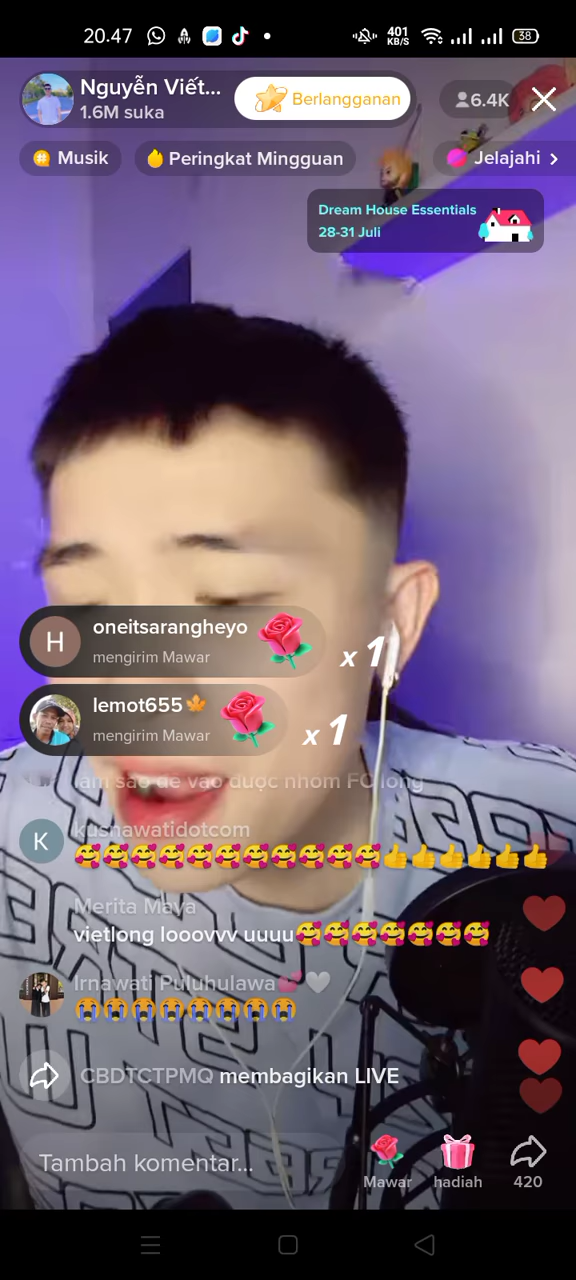 20.47
401
KB/S
38
Nguyễn Việt...
1.6M suka
Berlangganan
6.4K
Musik
Peringkat Mingguan
Jelajahi >
Dream House Essentials
28-31 Juli
H
oneitsarangheyo
mengirim Mawar
x 1
lemot655🍁
mengirim Mawar
x 1
làm sao để vào được nhóm FC long
K
kusnawatidotcom
🥰🥰🥰🥰🥰🥰🥰🥰🥰🥰🥰👍👍👍👍👍👍
Merita Maya
vietlong looovvv uuuu🥰🥰🥰🥰🥰🥰🥰
Irnawati Puluhulawa💕🤍
😭😭😭😭😭😭😭😭
CBDTCTPMQ membagikan LIVE
Tambah komentar...
Mawar
hadiah
420